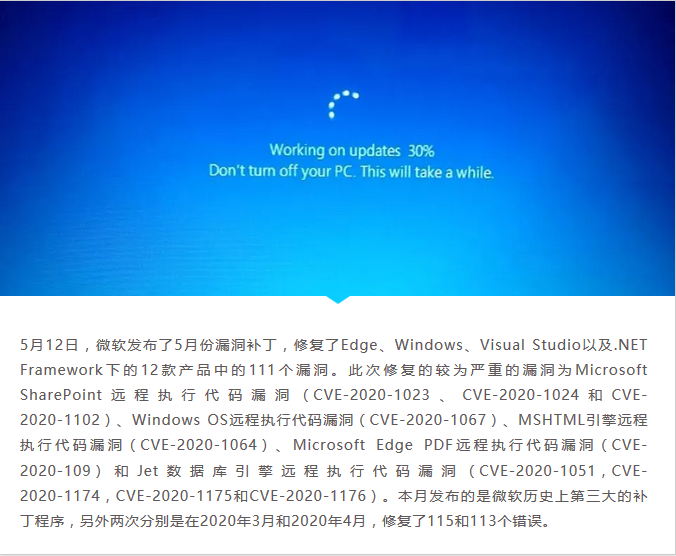 Working on updates 30%
Don't turn off your PC. This will take a while.
5月12日，微软发布了5月份漏洞补丁，修复了Edge、Windows、Visual Studio以及.NET
Framework下的12款产品中的111个漏洞。此次修复的较为严重的漏洞为Microsoft
SharePoint远程执行代码漏洞（CVE-2020-1023、CVE-2020-1024和CVE-
2020-1102）、Windows OS远程执行代码漏洞（CVE-2020-1067）、MSHTML引擎远程
执行代码漏洞（CVE-2020-1064）、Microsoft Edge PDF远程执行代码漏洞（CVE-
2020-109）和Jet数据库引擎远程执行代码漏洞（CVE-2020-1051，CVE-
2020-1174，CVE-2020-1175和CVE-2020-1176）。本月发布的是微软历史上第三大的补
丁程序，另外两次分别是在2020年3月和2020年4月，修复了115和113个错误。